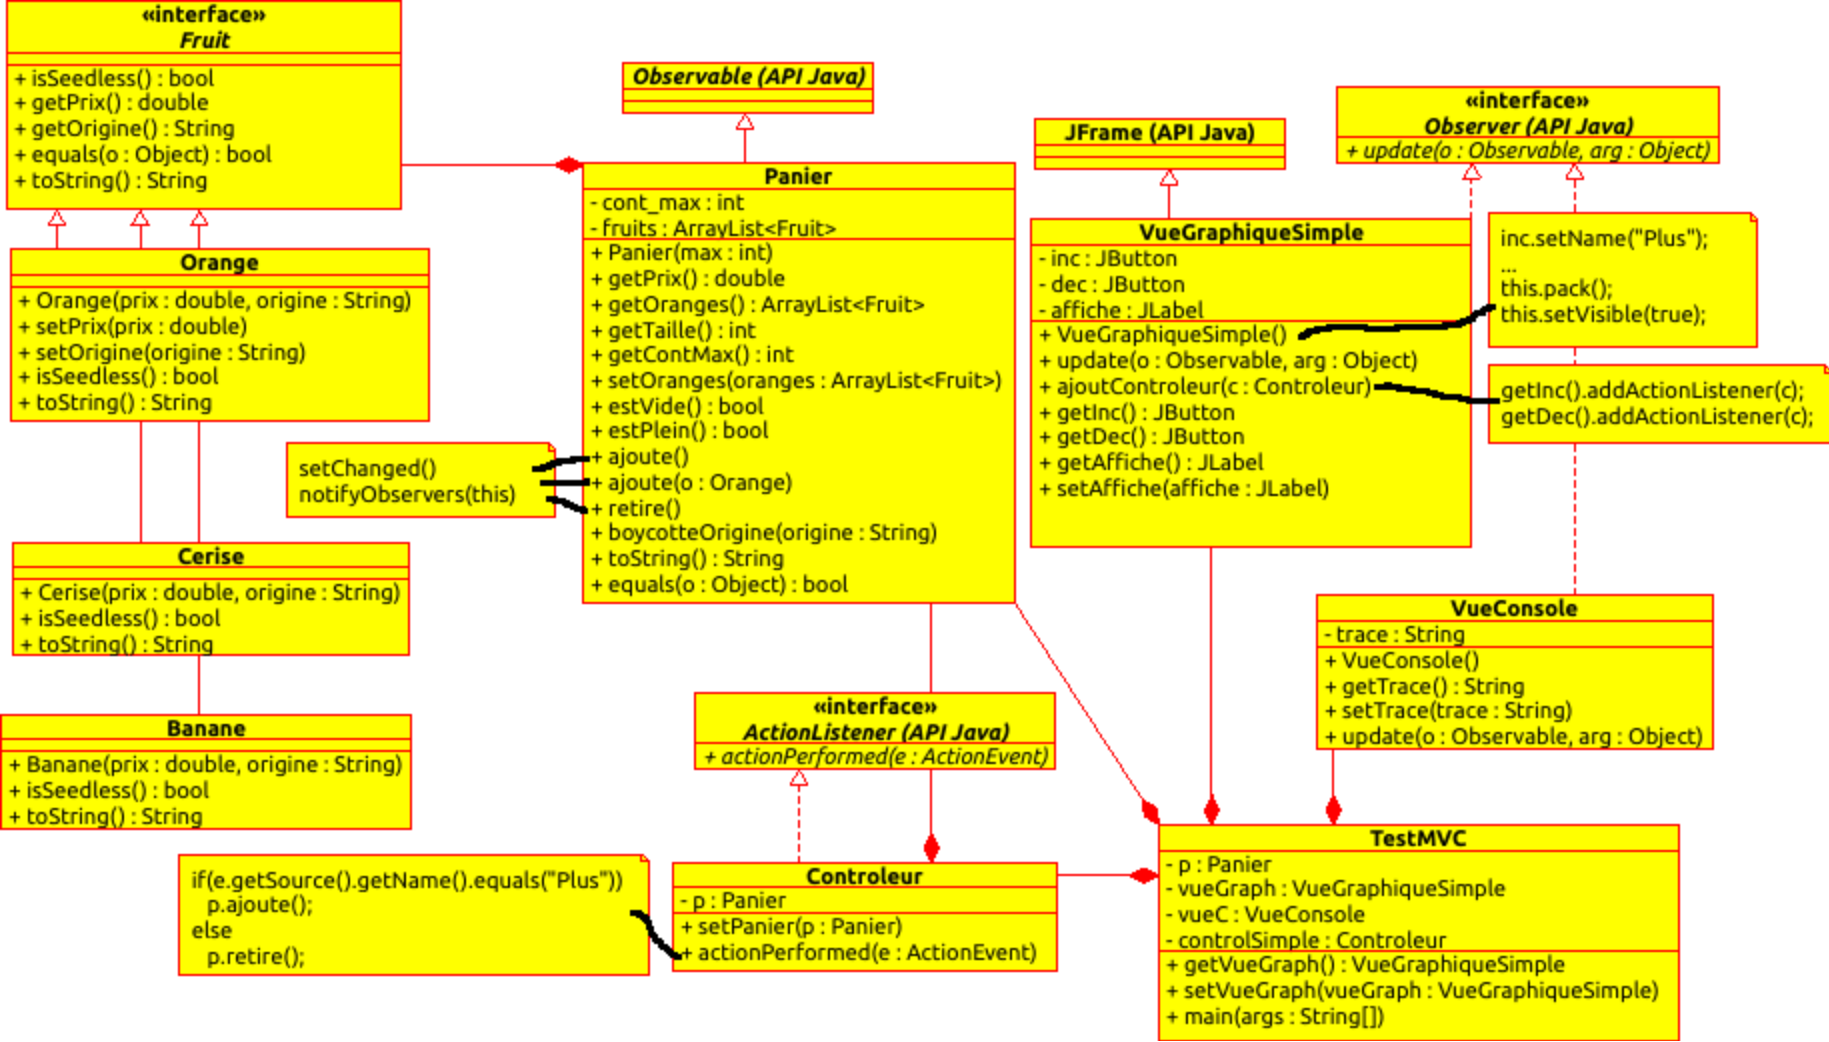 «interface»
Fruit
+ isSeedless() : bool
+ getPrix() : double
+ getOrigine() : String
+ equals(o : Object) : bool
+ toString() : String
Observable (API Java)
JFrame (API Java)
«interface»
Observer (API Java)
+ update(o : Observable, arg : Object)
Orange
+ Orange(prix : double, origine : String)
+ setPrix(prix : double)
+ setOrigine(origine : String)
+ isSeedless() : bool
+ toString() : String
Panier
- cont_max : int
- fruits : ArrayList<Fruit>
+ Panier(max : int)
+ getPrix() : double
+ getOranges() : ArrayList<Fruit>
+ getTaille() : int
+ getContMax() : int
+ setOranges(oranges : ArrayList<Fruit>)
+ estVide() : bool
+ estPlein() : bool
+ ajoute()
+ ajoute(o : Orange)
+ retire()
+ boycotteOrigine(origine : String)
+ toString() : String
+ equals(o : Object) : bool
setChanged()
notifyObservers(this)
VueGraphiqueSimple
- inc : JButton
- dec : JButton
- affiche : JLabel
+ VueGraphiqueSimple()
+ update(o : Observable, arg : Object)
+ ajoutControleur(c : Controleur)
+ getInc() : JButton
+ getDec() : JButton
+ getAffiche() : JLabel
+ setAffiche(affiche : JLabel)
inc.setName("Plus");
...
this.pack();
this.setVisible(true);
getInc().addActionListener(c);
getDec().addActionListener(c);
Cerise
+ Cerise(prix : double, origine : String)
+ isSeedless() : bool
+ toString() : String
Banane
+ Banane(prix : double, origine : String)
+ isSeedless() : bool
+ toString() : String
«interface»
ActionListener (API Java)
+ actionPerformed(e : ActionEvent)
VueConsole
- trace : String
+ VueConsole()
+ getTrace() : String
+ setTrace(trace : String)
+ update(o : Observable, arg : Object)
if(e.getSource().getName().equals("Plus"))
p.ajoute();
else
p.retire();
Controleur
- p : Panier
+ setPanier(p : Panier)
+ actionPerformed(e : ActionEvent)
TestMVC
- p : Panier
- vueGraph : VueGraphiqueSimple
- vueC : VueConsole
- controlSimple : Controleur
+ getVueGraph() : VueGraphiqueSimple
+ setVueGraph(vueGraph : VueGraphiqueSimple)
+ main(args : String[])